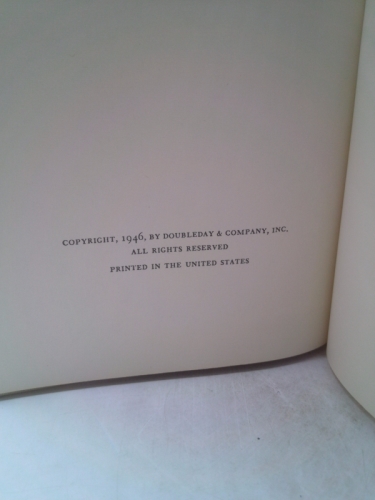 COPYRIGHT, 1946, BY DOUBLEDAY & COMPANY, INC.
ALL RIGHTS RESERVED
PRINTED IN THE UNITED STATES